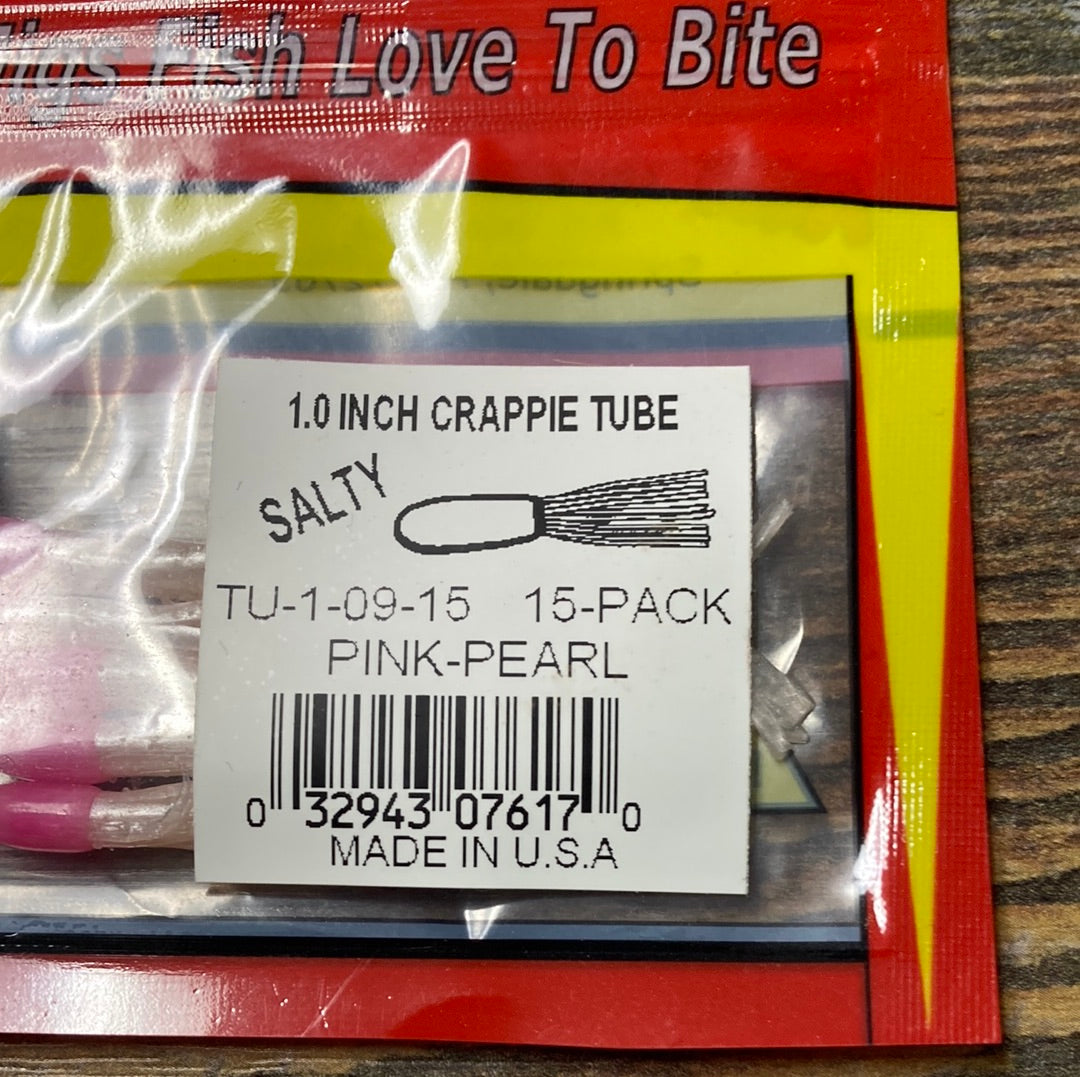 Jigs Fish Love To Bite
1.0 INCH CRAPPIE TUBE
SALTY
TU-1-09-15 15-PACK
PINK-PEARL
0 32943 07617 0
MADE IN U.S.A